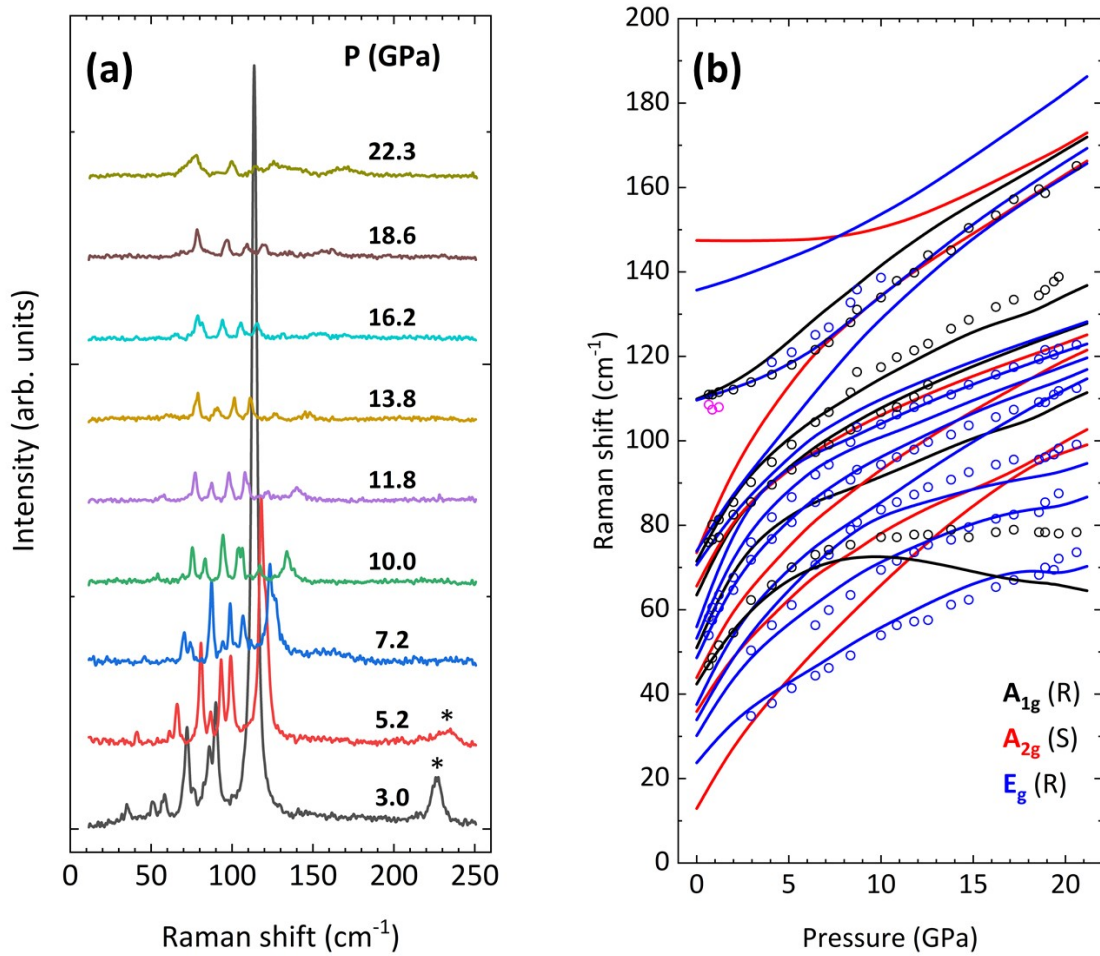 (a)
P (GPa)
22.3
18.6
16.2
13.8
11.8
10.0
7.2
5.2
*
3.0
*
Intensity (arb. units)
0 50 100 150 200 250
Raman shift (cm⁻¹)
(b)
200
180
160
140
120
100
80
60
40
20
0
Raman shift (cm⁻¹)
A1g (R)
A2g (S)
Eg (R)
0 5 10 15 20
Pressure (GPa)